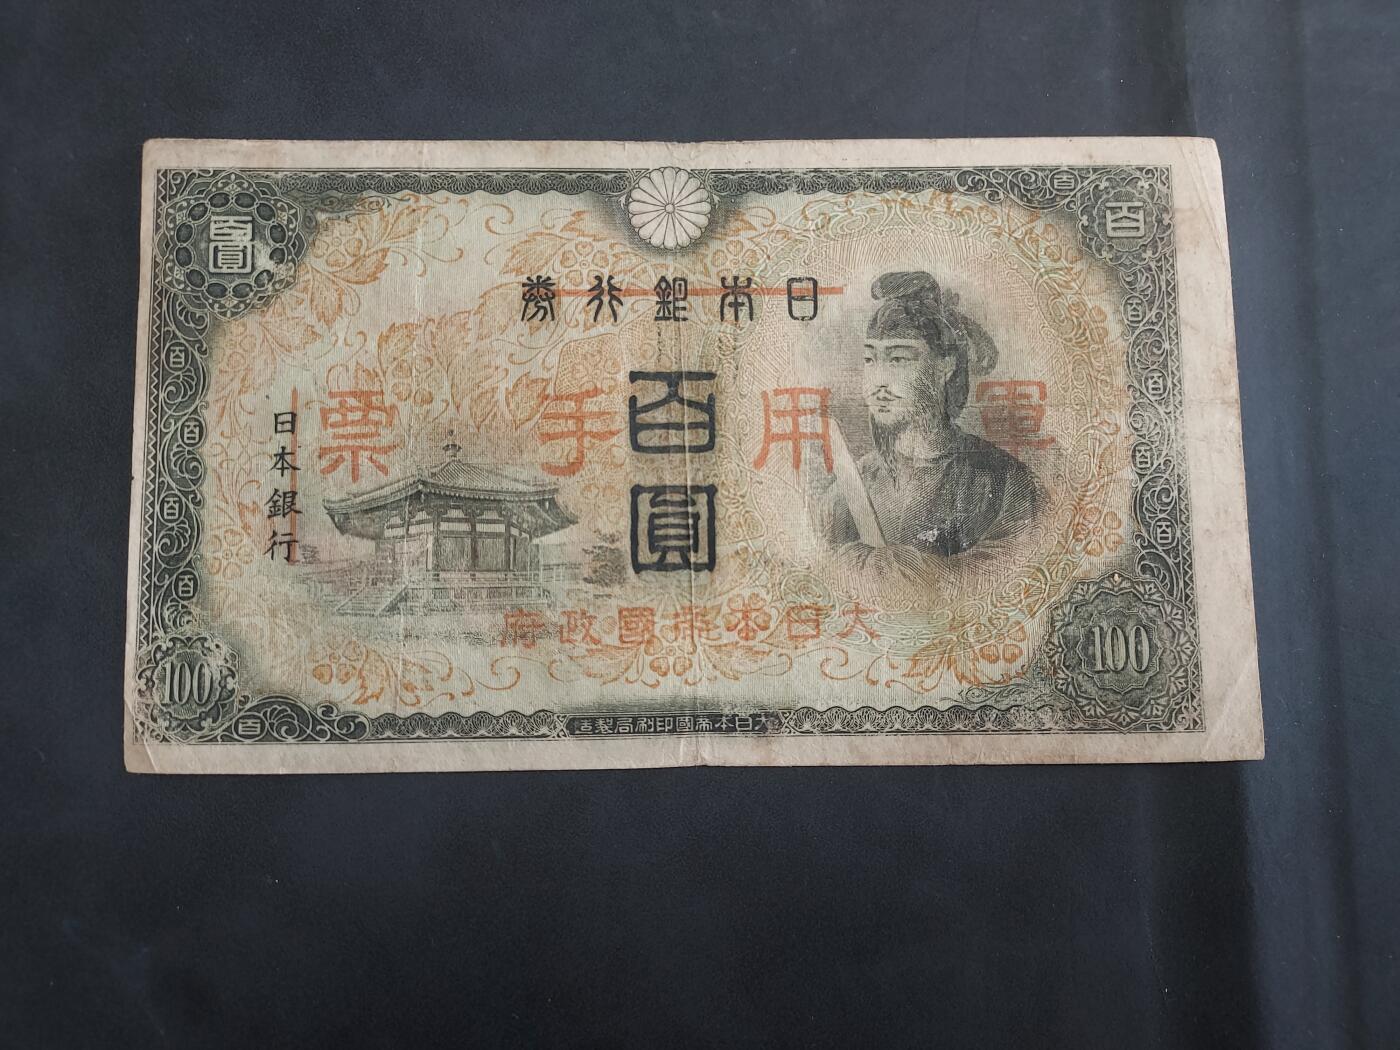 百圓
百
日本銀行券
軍用手票
百圓
日本銀行
大日本帝國政府
100
100
大日本帝國印刷局製造